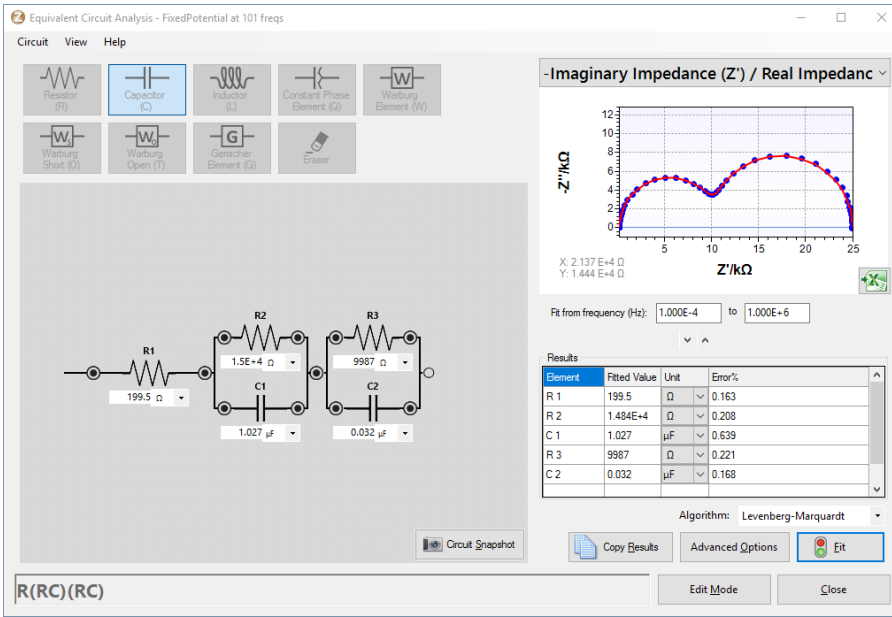 Equivalent Circuit Analysis - FixedPotential at 101 freqs
Circuit View Help
Resistor
(R)
Capacitor
(C)
Inductor
(L)
Constant Phase
Element (Q)
W
Warburg
Element (W)
Ws
Warburg
Short (O)
Wo
Warburg
Open (T)
G
Gerischer
Element (G)
Eraser
-Imaginary Impedance (Z') / Real Impedanc
-Z''/kΩ
12
10
8
6
4
2
0
5 10 15 20 25
Z'/kΩ
X: 2.137 E+4 Ω
Y: 1.444 E+4 Ω
Fit from frequency (Hz): 1.000E-4 to 1.000E+6
R1
199.5 Ω
R2
1.5E+4 Ω
C1
1.027 µF
R3
9987 Ω
C2
0.032 µF
Results
Element Fitted Value Unit Error%
R 1 199.5 Ω 0.163
R 2 1.484E+4 Ω 0.208
C 1 1.027 µF 0.639
R 3 9987 Ω 0.221
C 2 0.032 µF 0.168
Algorithm: Levenberg-Marquardt
Circuit Snapshot
Copy Results
Advanced Options
Fit
R(RC)(RC)
Edit Mode
Close